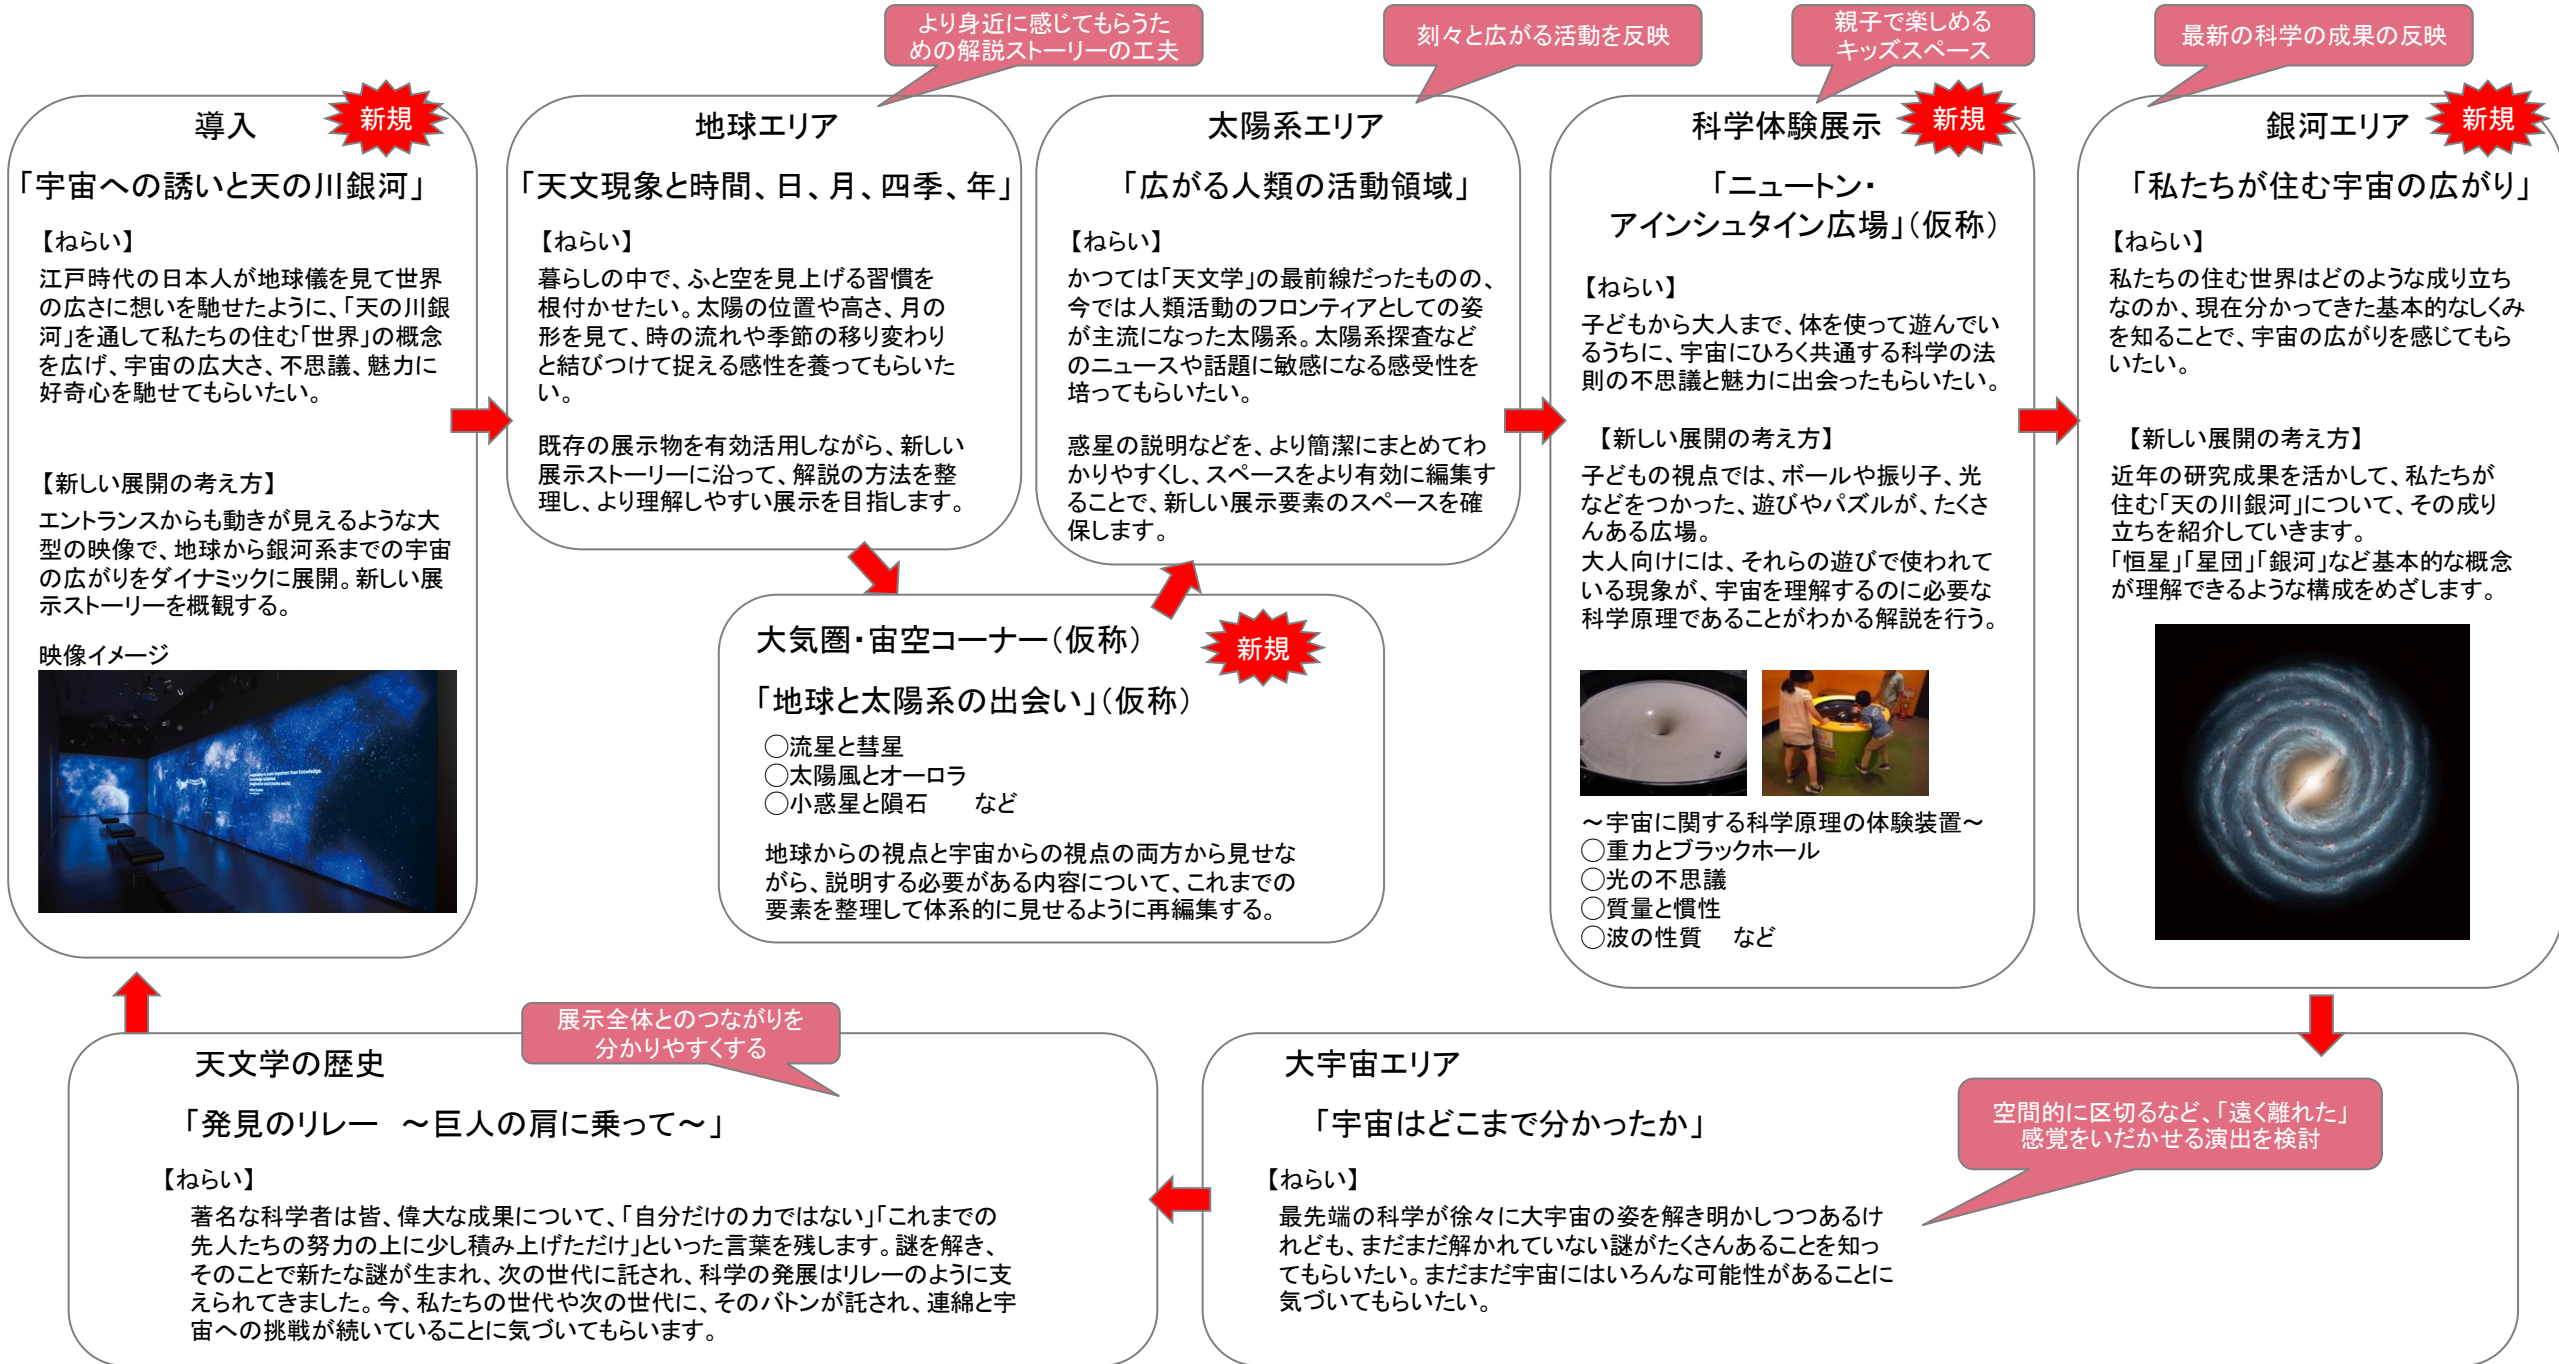 より身近に感じてもらうた
めの解説ストーリーの工夫
刻々と広がる活動を反映
親子で楽しめる
キッズスペース
最新の科学の成果の反映
導入
新規
「宇宙への誘いと天の川銀河」
【ねらい】
江戸時代の日本人が地球儀を見て世界
の広さに想いを馳せたように、「天の川銀
河」を通して私たちの住む「世界」の概念
を広げ、宇宙の広大さ、不思議、魅力に
好奇心を馳せてもらいたい。
【新しい展開の考え方】
エントランスからも動きが見えるような大
型の映像で、地球から銀河系までの宇宙
の広がりをダイナミックに展開。新しい展
示ストーリーを概観する。
映像イメージ
地球エリア
「天文現象と時間、日、月、四季、年」
【ねらい】
暮らしの中で、ふと空を見上げる習慣を
根付かせたい。太陽の位置や高さ、月の
形を見て、時の流れや季節の移り変わり
と結びつけて捉える感性を養ってもらいた
い。
既存の展示物を有効活用しながら、新しい
展示ストーリーに沿って、解説の方法を整
理し、より理解しやすい展示を目指します。
大気圏・宙空コーナー（仮称）
新規
「地球と太陽系の出会い」（仮称）
○流星と彗星
○太陽風とオーロラ
○小惑星と隕石　　など
地球からの視点と宇宙からの視点の両方から見せな
がら、説明する必要がある内容について、これまでの
要素を整理して体系的に見せるように再編集する。
太陽系エリア
「広がる人類の活動領域」
【ねらい】
かつては「天文学」の最前線だったものの、
今では人類活動のフロンティアとしての姿
が主流になった太陽系。太陽系探査など
のニュースや話題に敏感になる感受性を
培ってもらいたい。
惑星の説明などを、より簡潔にまとめてわ
かりやすくし、スペースをより有効に編集す
ることで、新しい展示要素のスペースを確
保します。
科学体験展示
新規
「ニュートン・
アインシュタイン広場」（仮称）
【ねらい】
子どもから大人まで、体を使って遊んでい
るうちに、宇宙にひろく共通する科学の法
則の不思議と魅力に出会ったもらいたい。
【新しい展開の考え方】
子どもの視点では、ボールや振り子、光
などをつかった、遊びやパズルが、たくさ
んある広場。
大人向けには、それらの遊びで使われて
いる現象が、宇宙を理解するのに必要な
科学原理であることがわかる解説を行う。
～宇宙に関する科学原理の体験装置～
○重力とブラックホール
○光の不思議
○質量と慣性
○波の性質　　など
銀河エリア
新規
「私たちが住む宇宙の広がり」
【ねらい】
私たちの住む世界はどのような成り立ち
なのか、現在分かってきた基本的なしくみ
を知ることで、宇宙の広がりを感じてもら
いたい。
【新しい展開の考え方】
近年の研究成果を活かして、私たちが
住む「天の川銀河」について、その成り
立ちを紹介していきます。
「恒星」「星団」「銀河」など基本的な概念
が理解できるような構成をめざします。
大宇宙エリア
「宇宙はどこまで分かったか」
空間的に区切るなど、「遠く離れた」
感覚をいだかせる演出を検討
【ねらい】
最先端の科学が徐々に大宇宙の姿を解き明かしつつあるけ
れども、まだまだ解かれていない謎がたくさんあることを知っ
てもらいたい。まだまだ宇宙にはいろんな可能性があることに
気づいてもらいたい。
展示全体とのつながりを
分かりやすくする
天文学の歴史
「発見のリレー　～巨人の肩に乗って～」
【ねらい】
著名な科学者は皆、偉大な成果について、「自分だけの力ではない」「これまでの
先人たちの努力の上に少し積み上げただけ」といった言葉を残します。謎を解き、
そのことで新たな謎が生まれ、次の世代に託され、科学の発展はリレーのように支
えられてきました。今、私たちの世代や次の世代に、そのバトンが託され、連綿と宇
宙への挑戦が続いていることに気づいてもらいます。